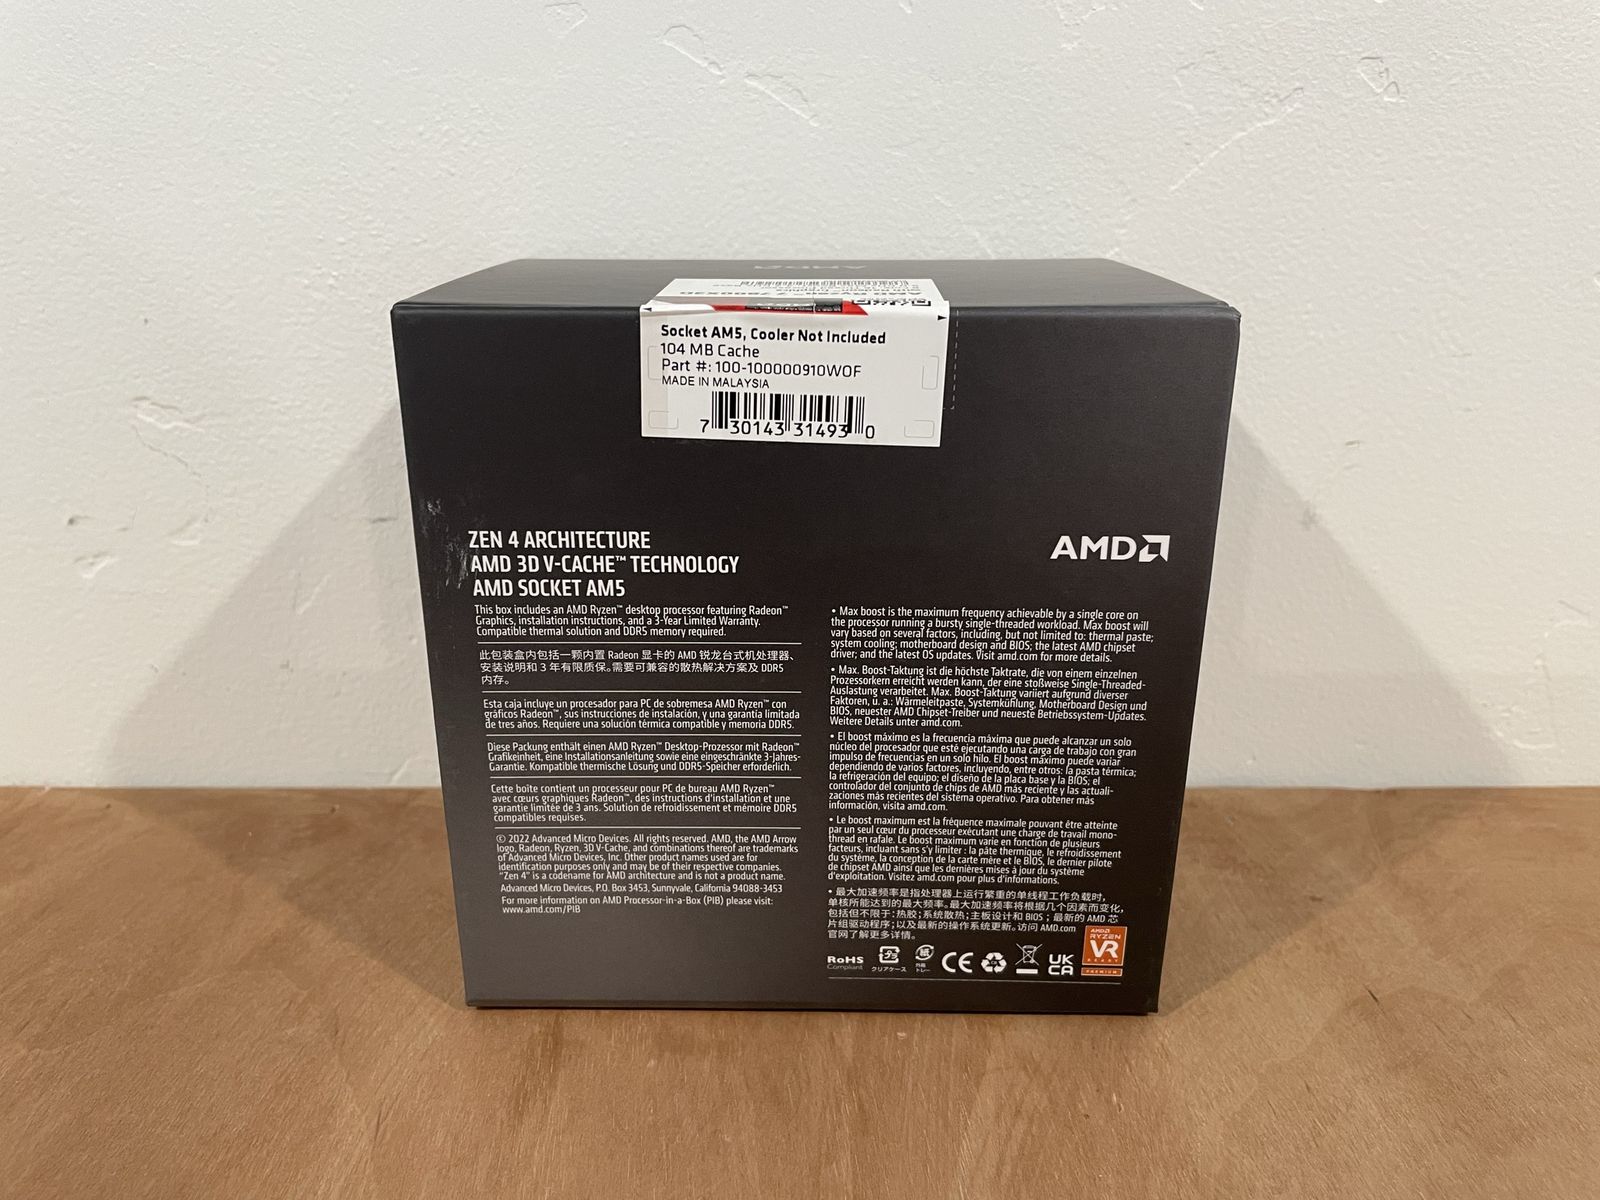 AMD
Socket AM5, Cooler Not Included
104 MB Cache
Part #: 100-100000910WOF
MADE IN MALAYSIA
7 30143 31493 0
ZEN 4 ARCHITECTURE
AMD 3D V-CACHE™ TECHNOLOGY
AMD SOCKET AM5
This box includes an AMD Ryzen™ desktop processor featuring Radeon™
Graphics, installation instructions, and a 3-Year Limited Warranty.
Compatible thermal solution and DDR5 memory required.
此包装盒内包括一颗内置 Radeon 显卡的 AMD 锐龙台式机处理器、
安装说明和 3 年有限质保。需要可兼容的散热解决方案及 DDR5
内存。
Esta caja incluye un procesador para PC de sobremesa AMD Ryzen™ con
gráficos Radeon™, sus instrucciones de instalación, y una garantía limitada
de tres años. Requiere una solución térmica compatible y memoria DDR5.
Diese Packung enthält einen AMD Ryzen™ Desktop-Prozessor mit Radeon™
Grafikeinheit, eine Installationsanleitung sowie eine eingeschränkte 3-Jahres-
Garantie. Kompatible thermische Lösung und DDR5-Speicher erforderlich.
Cette boîte contient un processeur pour PC de bureau AMD Ryzen™
avec cœurs graphiques Radeon™, des instructions d'installation et une
garantie limitée de 3 ans. Solution de refroidissement et mémoire DDR5
compatibles requises.
© 2022 Advanced Micro Devices. All rights reserved. AMD, the AMD Arrow
logo, Radeon, Ryzen, 3D V-Cache, and combinations thereof are trademarks
of Advanced Micro Devices, Inc. Other product names used are for
identification purposes only and may be of their respective companies.
"Zen 4" is a codename for AMD architecture and is not a product name.
Advanced Micro Devices, P.O. Box 3453, Sunnyvale, California 94088-3453
For more information on AMD Processor-in-a-Box (PIB) please visit:
www.amd.com/PIB
AMD
• Max boost is the maximum frequency achievable by a single core on
the processor running a bursty single-threaded workload. Max boost will
vary based on several factors, including, but not limited to: thermal paste;
system cooling; motherboard design and BIOS; the latest AMD chipset
driver; and the latest OS updates. Visit amd.com for more details.
• Max. Boost-Taktung ist die höchste Taktrate, die von einem einzelnen
Prozessorkern erreicht werden kann, der eine stoßweise Single-Threaded-
Auslastung verarbeitet. Max. Boost-Taktung variiert aufgrund diverser
Faktoren, u. a.: Wärmeleitpaste, Systemkühlung, Motherboard Design und
BIOS, neuester AMD Chipset-Treiber und neueste Betriebssystem-Updates.
Weitere Details unter amd.com.
• El boost máximo es la frecuencia máxima que puede alcanzar un solo
núcleo del procesador que esté ejecutando una carga de trabajo con gran
impulso de frecuencias en un solo hilo. El boost máximo puede variar
dependiendo de varios factores, incluyendo, entre otros: la pasta térmica;
la refrigeración del equipo; el diseño de la placa base y la BIOS; el
controlador del conjunto de chips de AMD más reciente y las actuali-
zaciones más recientes del sistema operativo. Para obtener más
información, visita amd.com.
• Le boost maximum est la fréquence maximale pouvant être atteinte
par un seul cœur du processeur exécutant une charge de travail mono-
thread en rafale. Le boost maximum varie en fonction de plusieurs
facteurs, incluant sans s'y limiter : la pâte thermique, le refroidissement
du système, la conception de la carte mère et le BIOS, le dernier pilote
de chipset AMD ainsi que les dernières mises à jour du système
d'exploitation. Visitez amd.com pour plus d'informations.
• 最大加速频率是指处理器上运行繁重的单线程工作负载时，
单核所能达到的最大频率。最大加速频率将根据几个因素而变化，
包括但不限于：热胶；系统散热；主板设计和 BIOS；最新的 AMD 芯
片组驱动程序；以及最新的操作系统更新。访问 AMD.com
官网了解更多详情。
RoHS
Compliant
プラ
クリアケース
紙
外箱
トレー
CE
UK
CA
AMD
RYZEN
VR
READY
PREMIUM